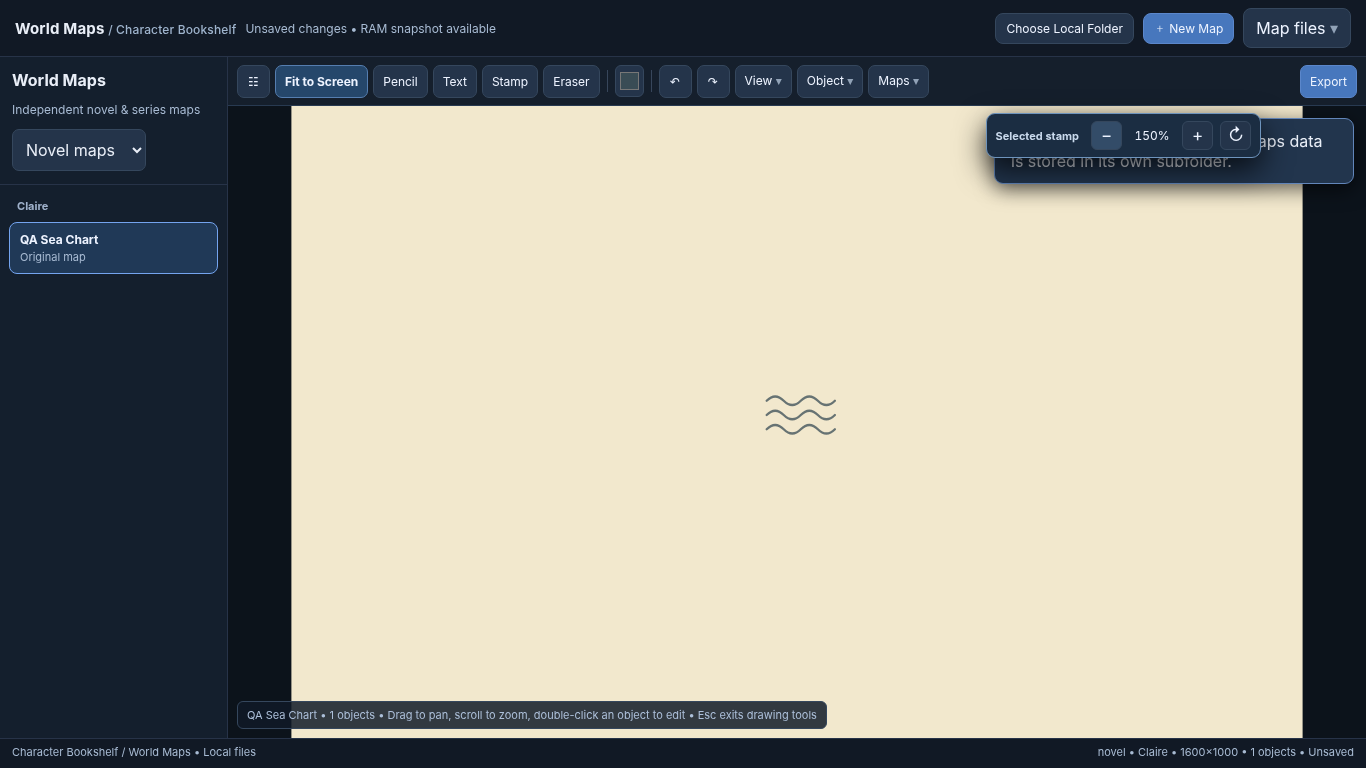 World Maps / Character Bookshelf Unsaved changes • RAM snapshot available Choose Local Folder + New Map Map files ▾
World Maps
Independent novel & series maps
Novel maps
Claire
QA Sea Chart
Original map
Fit to Screen Pencil Text Stamp Eraser View ▾ Object ▾ Maps ▾ Export
Selected stamp − 150% +
aps data
is stored in its own subfolder.
QA Sea Chart • 1 objects • Drag to pan, scroll to zoom, double-click an object to edit • Esc exits drawing tools
Character Bookshelf / World Maps • Local files novel • Claire • 1600×1000 • 1 objects • Unsaved